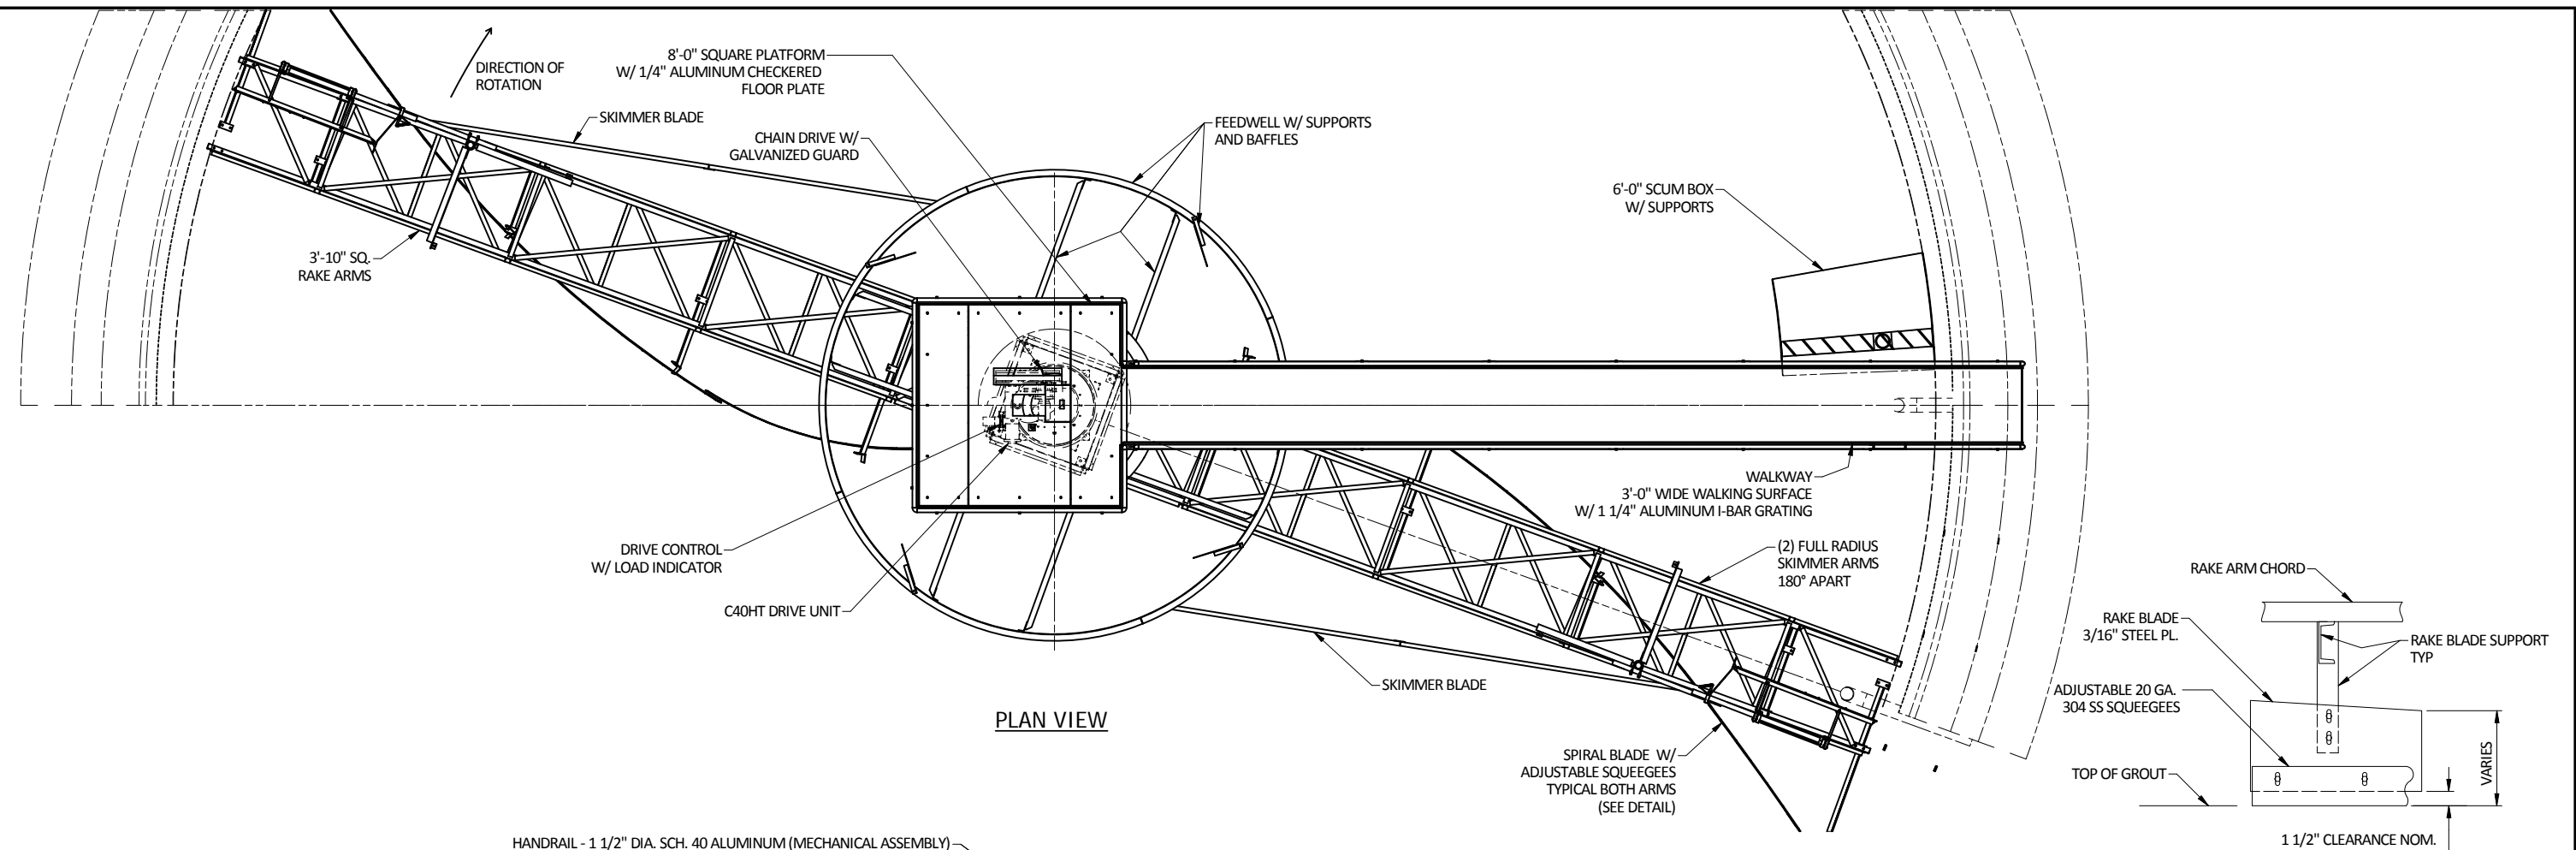 8'-0" SQUARE PLATFORM
W/ 1/4" ALUMINUM CHECKERED
FLOOR PLATE
DIRECTION OF
ROTATION
SKIMMER BLADE
CHAIN DRIVE W/
GALVANIZED GUARD
FEEDWELL W/ SUPPORTS
AND BAFFLES
6'-0" SCUM BOX
W/ SUPPORTS
3'-10" SQ.
RAKE ARMS
WALKWAY
3'-0" WIDE WALKING SURFACE
W/ 1 1/4" ALUMINUM I-BAR GRATING
DRIVE CONTROL
W/ LOAD INDICATOR
C40HT DRIVE UNIT
(2) FULL RADIUS
SKIMMER ARMS
180° APART
SKIMMER BLADE
PLAN VIEW
SPIRAL BLADE W/
ADJUSTABLE SQUEEGEES
TYPICAL BOTH ARMS
(SEE DETAIL)
RAKE ARM CHORD
RAKE BLADE
3/16" STEEL PL.
RAKE BLADE SUPPORT
TYP
ADJUSTABLE 20 GA.
304 SS SQUEEGEES
VARIES
TOP OF GROUT
1 1/2" CLEARANCE NOM.
HANDRAIL - 1 1/2" DIA. SCH. 40 ALUMINUM (MECHANICAL ASSEMBLY)